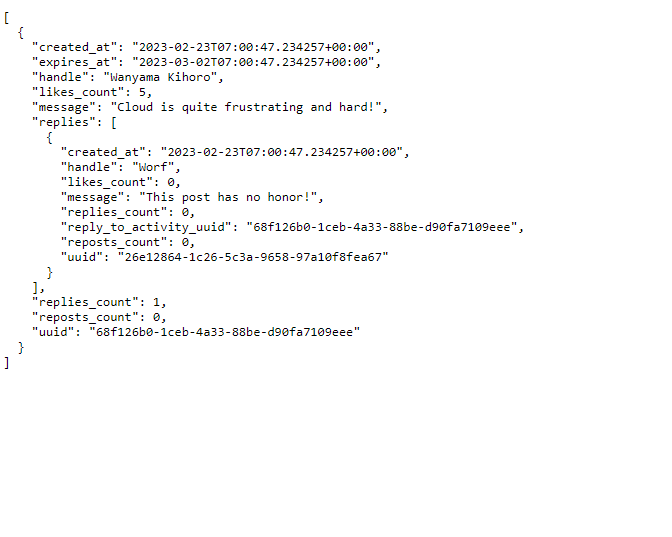 [
  {
    "created_at": "2023-02-23T07:00:47.234257+00:00",
    "expires_at": "2023-03-02T07:00:47.234257+00:00",
    "handle": "Wanyama Kihoro",
    "likes_count": 5,
    "message": "Cloud is quite frustrating and hard!",
    "replies": [
      {
        "created_at": "2023-02-23T07:00:47.234257+00:00",
        "handle": "Worf",
        "likes_count": 0,
        "message": "This post has no honor!",
        "replies_count": 0,
        "reply_to_activity_uuid": "68f126b0-1ceb-4a33-88be-d90fa7109eee",
        "reposts_count": 0,
        "uuid": "26e12864-1c26-5c3a-9658-97a10f8fea67"
      }
    ],
    "replies_count": 1,
    "reposts_count": 0,
    "uuid": "68f126b0-1ceb-4a33-88be-d90fa7109eee"
  }
]